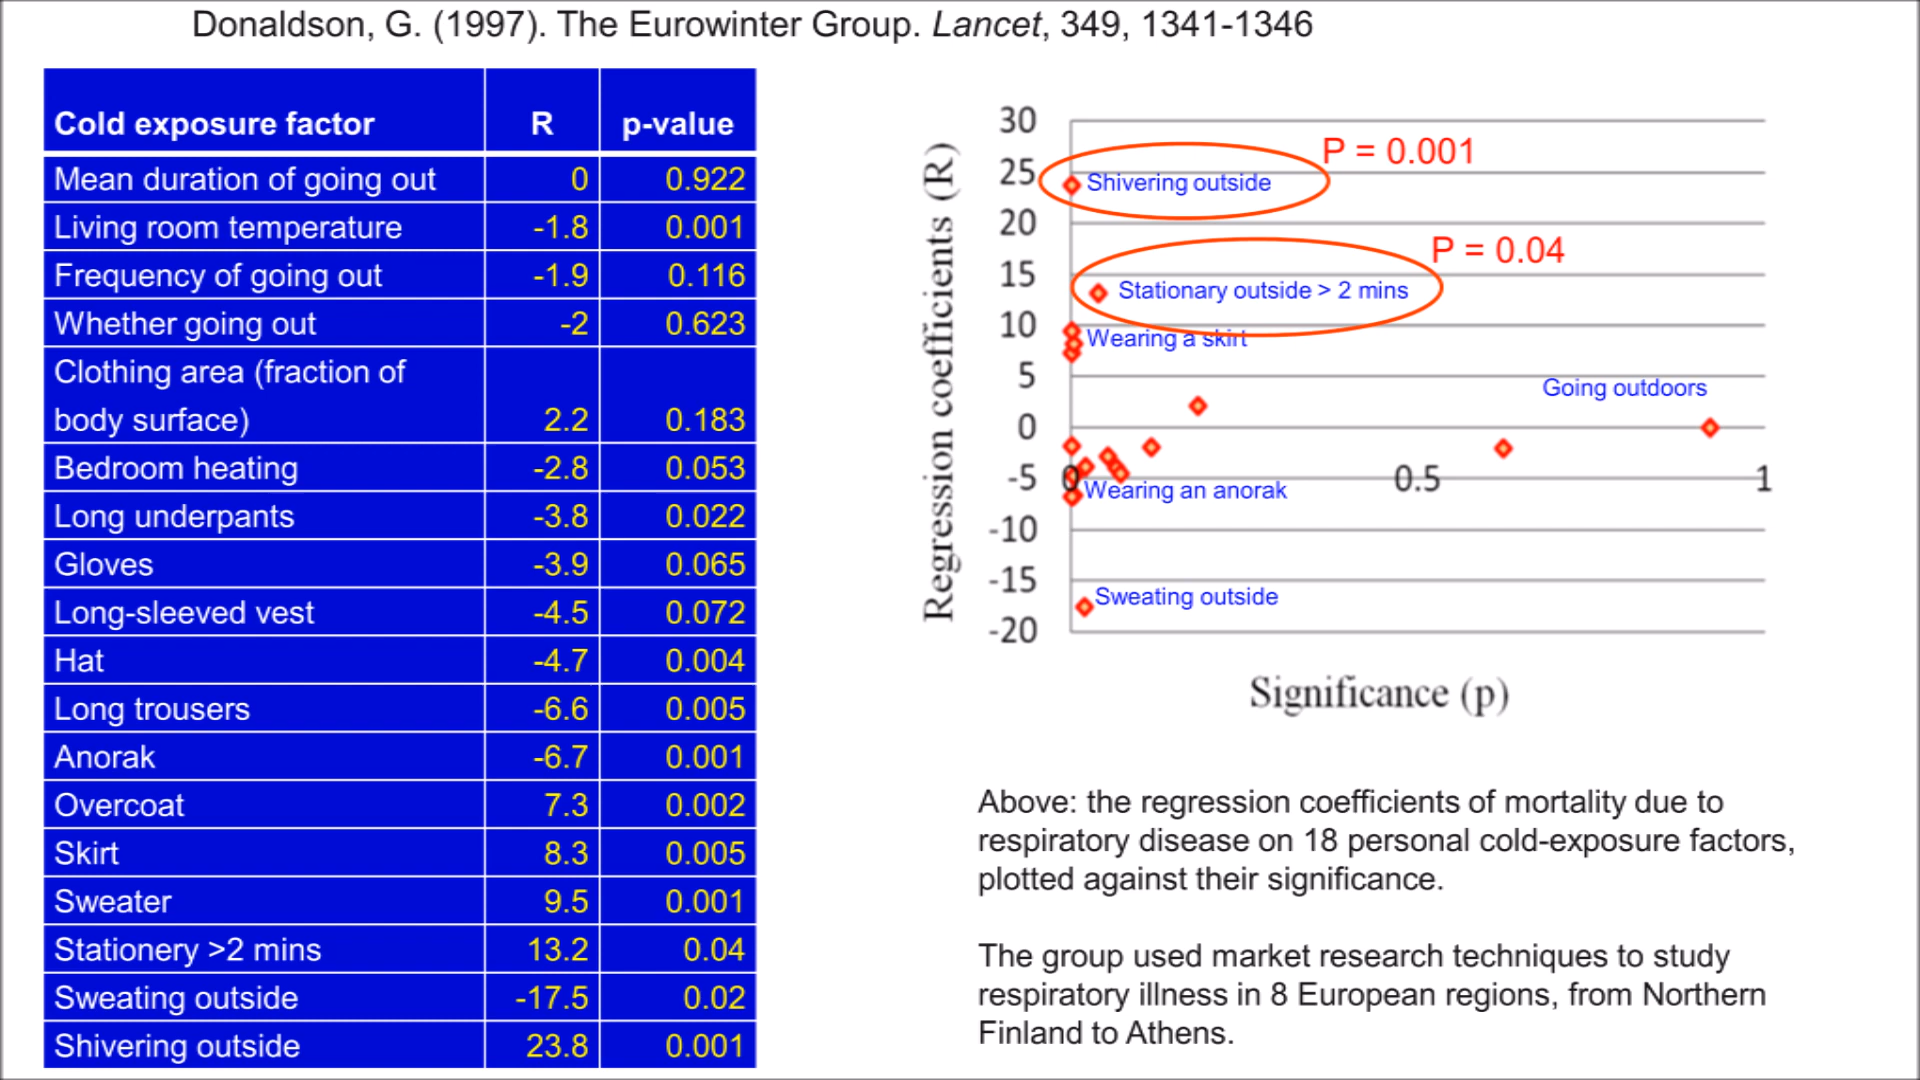 Donaldson, G. (1997). The Eurowinter Group. Lancet, 349, 1341-1346
Cold exposure factor R p-value
Mean duration of going out 0 0.922
Living room temperature -1.8 0.001
Frequency of going out -1.9 0.116
Whether going out -2 0.623
Clothing area (fraction of
body surface) 2.2 0.183
Bedroom heating -2.8 0.053
Long underpants -3.8 0.022
Gloves -3.9 0.065
Long-sleeved vest -4.5 0.072
Hat -4.7 0.004
Long trousers -6.6 0.005
Anorak -6.7 0.001
Overcoat 7.3 0.002
Skirt 8.3 0.005
Sweater 9.5 0.001
Stationery >2 mins 13.2 0.04
Sweating outside -17.5 0.02
Shivering outside 23.8 0.001
Regression coefficients (R)
30
25
20
15
10
5
0
-5
-10
-15
-20
P = 0.001
Shivering outside
P = 0.04
Stationary outside > 2 mins
Wearing a skirt
Going outdoors
0 0.5 1
Wearing an anorak
Sweating outside
Significance (p)
Above: the regression coefficients of mortality due to
respiratory disease on 18 personal cold-exposure factors,
plotted against their significance.
The group used market research techniques to study
respiratory illness in 8 European regions, from Northern
Finland to Athens.